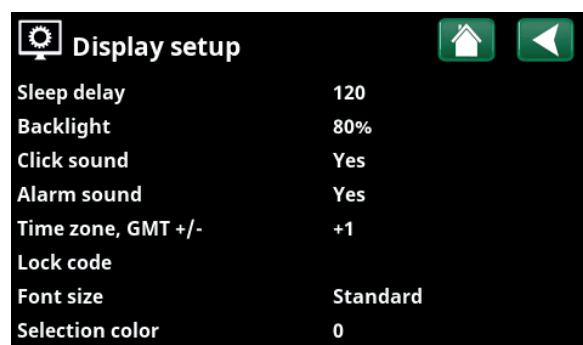 Display setup
Sleep delay 120
Backlight 80%
Click sound Yes
Alarm sound Yes
Time zone, GMT +/- +1
Lock code
Font size Standard
Selection color 0